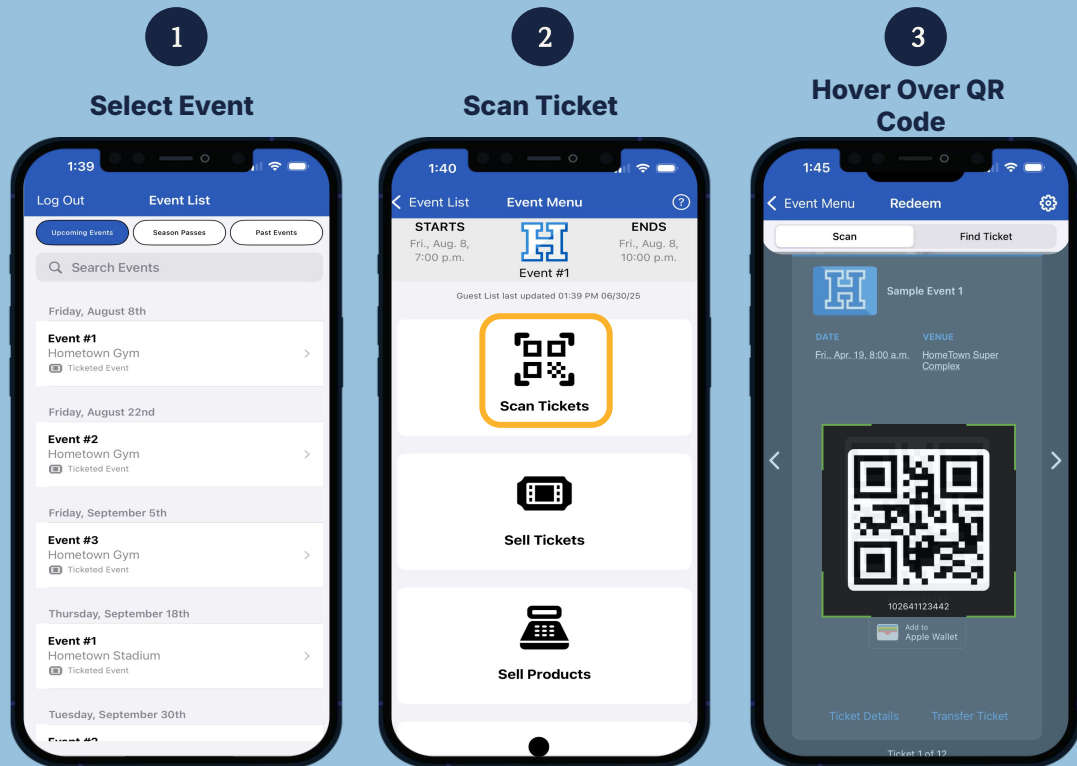 1
Select Event
1:39
Log Out
Event List
Upcoming Events
Season Passes
Past Events
Search Events
Friday, August 8th
Event #1
Hometown Gym
Ticketed Event
Friday, August 22nd
Event #2
Hometown Gym
Ticketed Event
Friday, September 5th
Event #3
Hometown Gym
Ticketed Event
Thursday, September 18th
Event #1
Hometown Stadium
Ticketed Event
Tuesday, September 30th
2
Scan Ticket
1:40
Event List
Event Menu
?
STARTS
Fri., Aug. 8,
7:00 p.m.
H
Event #1
ENDS
Fri., Aug. 8,
10:00 p.m.
Guest List last updated 01:39 PM 06/30/25
Scan Tickets
Sell Tickets
Sell Products
3
Hover Over QR
Code
1:45
Event Menu
Redeem
Scan
Find Ticket
H
Sample Event 1
DATE
Fri., Apr. 19, 8:00 a.m.
VENUE
HomeTown Super
Complex
102641123442
Add to
Apple Wallet
Ticket Details
Transfer Ticket
Ticket 1 of 12